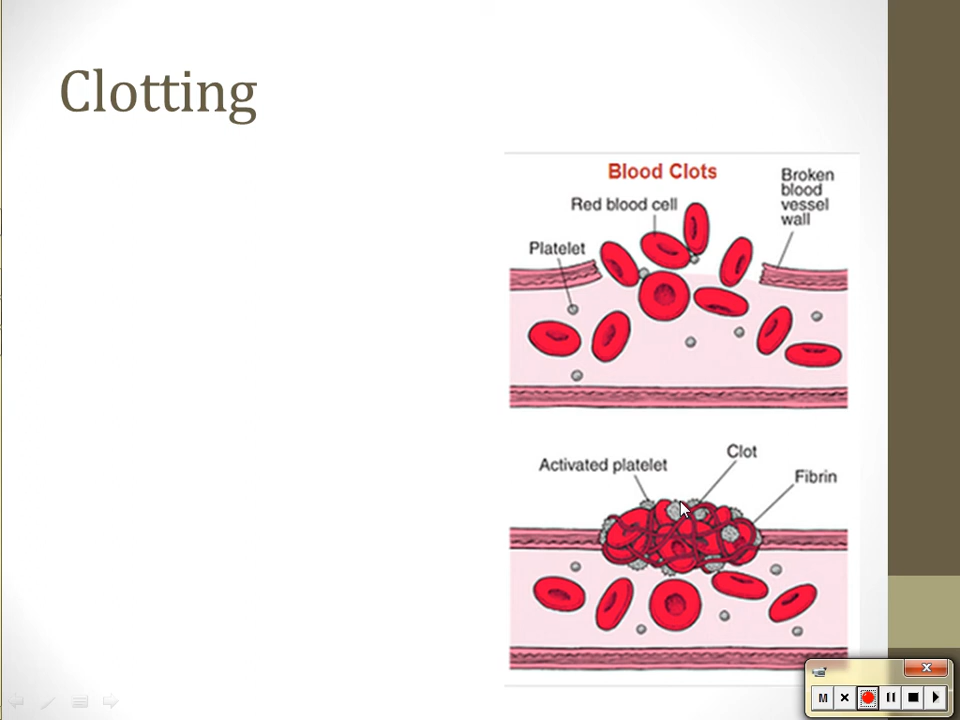 Clotting
Blood Clots
Broken
blood
vessel
wall
Red blood cell
Platelet
Clot
Activated platelet
Fibrin
M